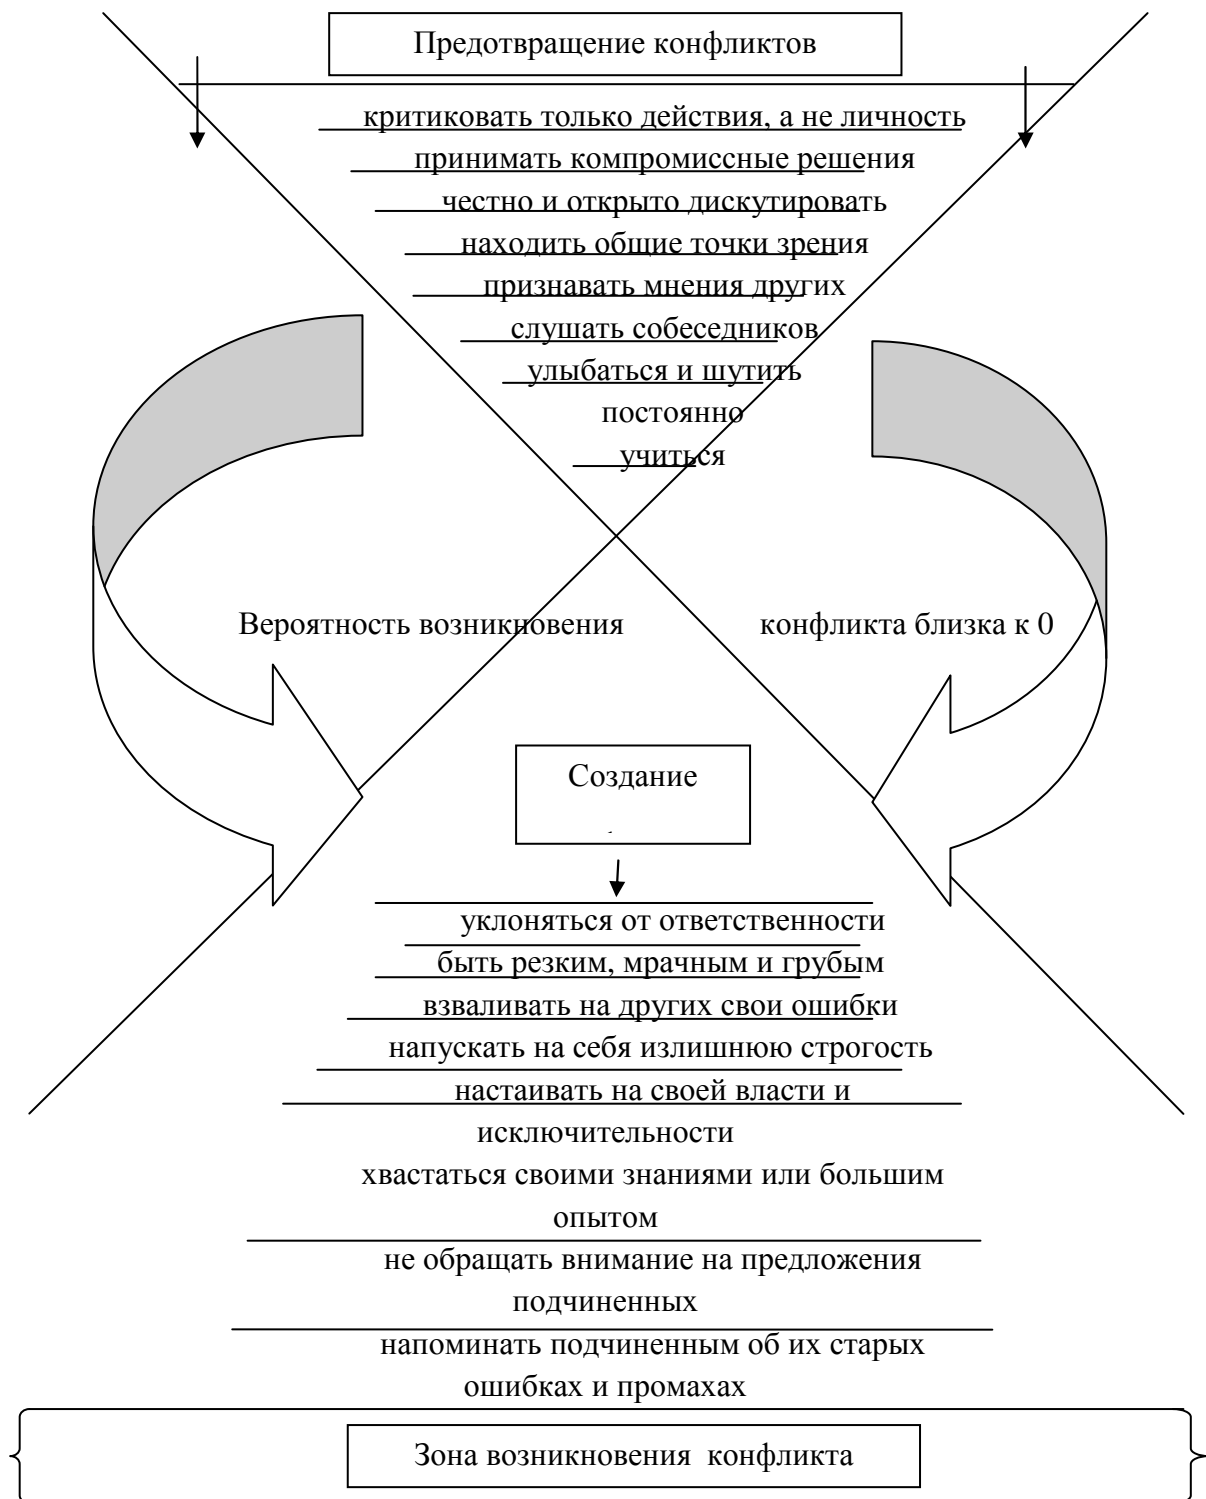 Предотвращение конфликтов
критиковать только действия, а не личность
принимать компромиссные решения
честно и открыто дискутировать
находить общие точки зрения
признавать мнения других
слушать собеседников
улыбаться и шутить
постоянно
учиться
Вероятность возникновения конфликта близка к 0
Создание
уклоняться от ответственности
быть резким, мрачным и грубым
взваливать на других свои ошибки
напускать на себя излишнюю строгость
настаивать на своей власти и
исключительности
хвастаться своими знаниями или большим
опытом
не обращать внимание на предложения
подчиненных
напоминать подчиненным об их старых
ошибках и промахах
Зона возникновения конфликта